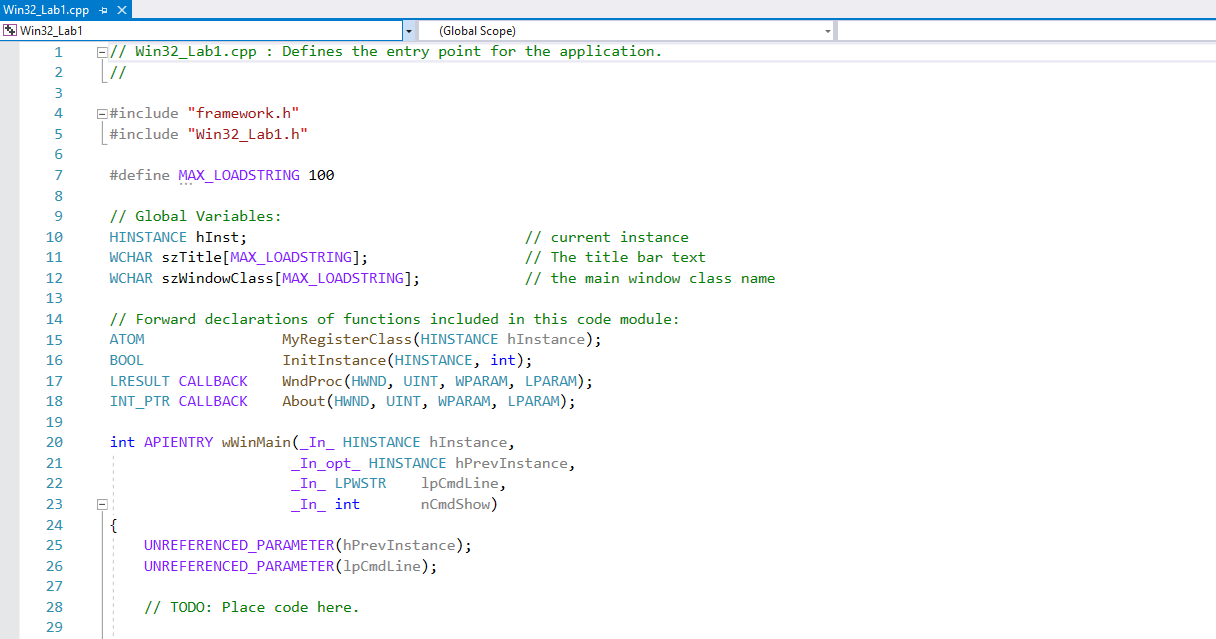 Win32_Lab1.cpp
Win32_Lab1 (Global Scope)
1 // Win32_Lab1.cpp : Defines the entry point for the application.
2 //
3
4 #include "framework.h"
5 #include "Win32_Lab1.h"
6
7 #define MAX_LOADSTRING 100
8
9 // Global Variables:
10 HINSTANCE hInst;                                // current instance
11 WCHAR szTitle[MAX_LOADSTRING];                  // The title bar text
12 WCHAR szWindowClass[MAX_LOADSTRING];            // the main window class name
13
14 // Forward declarations of functions included in this code module:
15 ATOM                MyRegisterClass(HINSTANCE hInstance);
16 BOOL                InitInstance(HINSTANCE, int);
17 LRESULT CALLBACK    WndProc(HWND, UINT, WPARAM, LPARAM);
18 INT_PTR CALLBACK    About(HWND, UINT, WPARAM, LPARAM);
19
20 int APIENTRY wWinMain(_In_ HINSTANCE hInstance,
21                      _In_opt_ HINSTANCE hPrevInstance,
22                      _In_ LPWSTR    lpCmdLine,
23                      _In_ int       nCmdShow)
24 {
25     UNREFERENCED_PARAMETER(hPrevInstance);
26     UNREFERENCED_PARAMETER(lpCmdLine);
27
28     // TODO: Place code here.
29